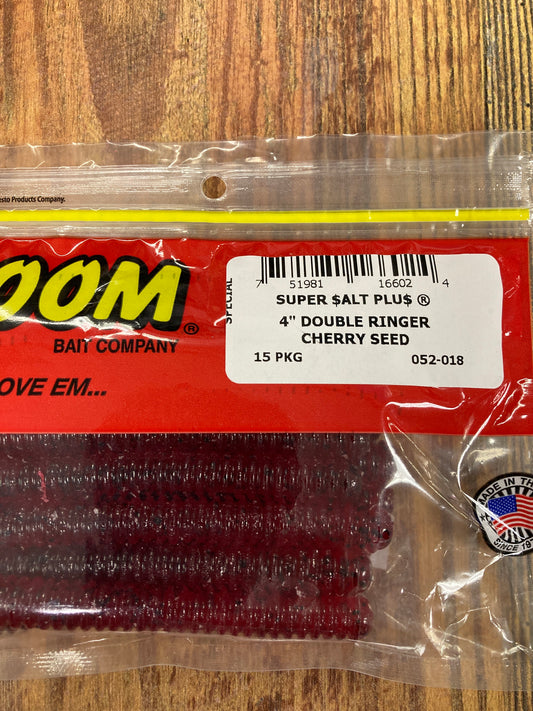 esto Products Company.
OOM®
BAIT COMPANY
OVE EM...
SPECIAL
7 51981 16602 4
SUPER $ALT PLU$ ®
4" DOUBLE RINGER
CHERRY SEED
15 PKG 052-018
MADE IN THE
SINCE 19